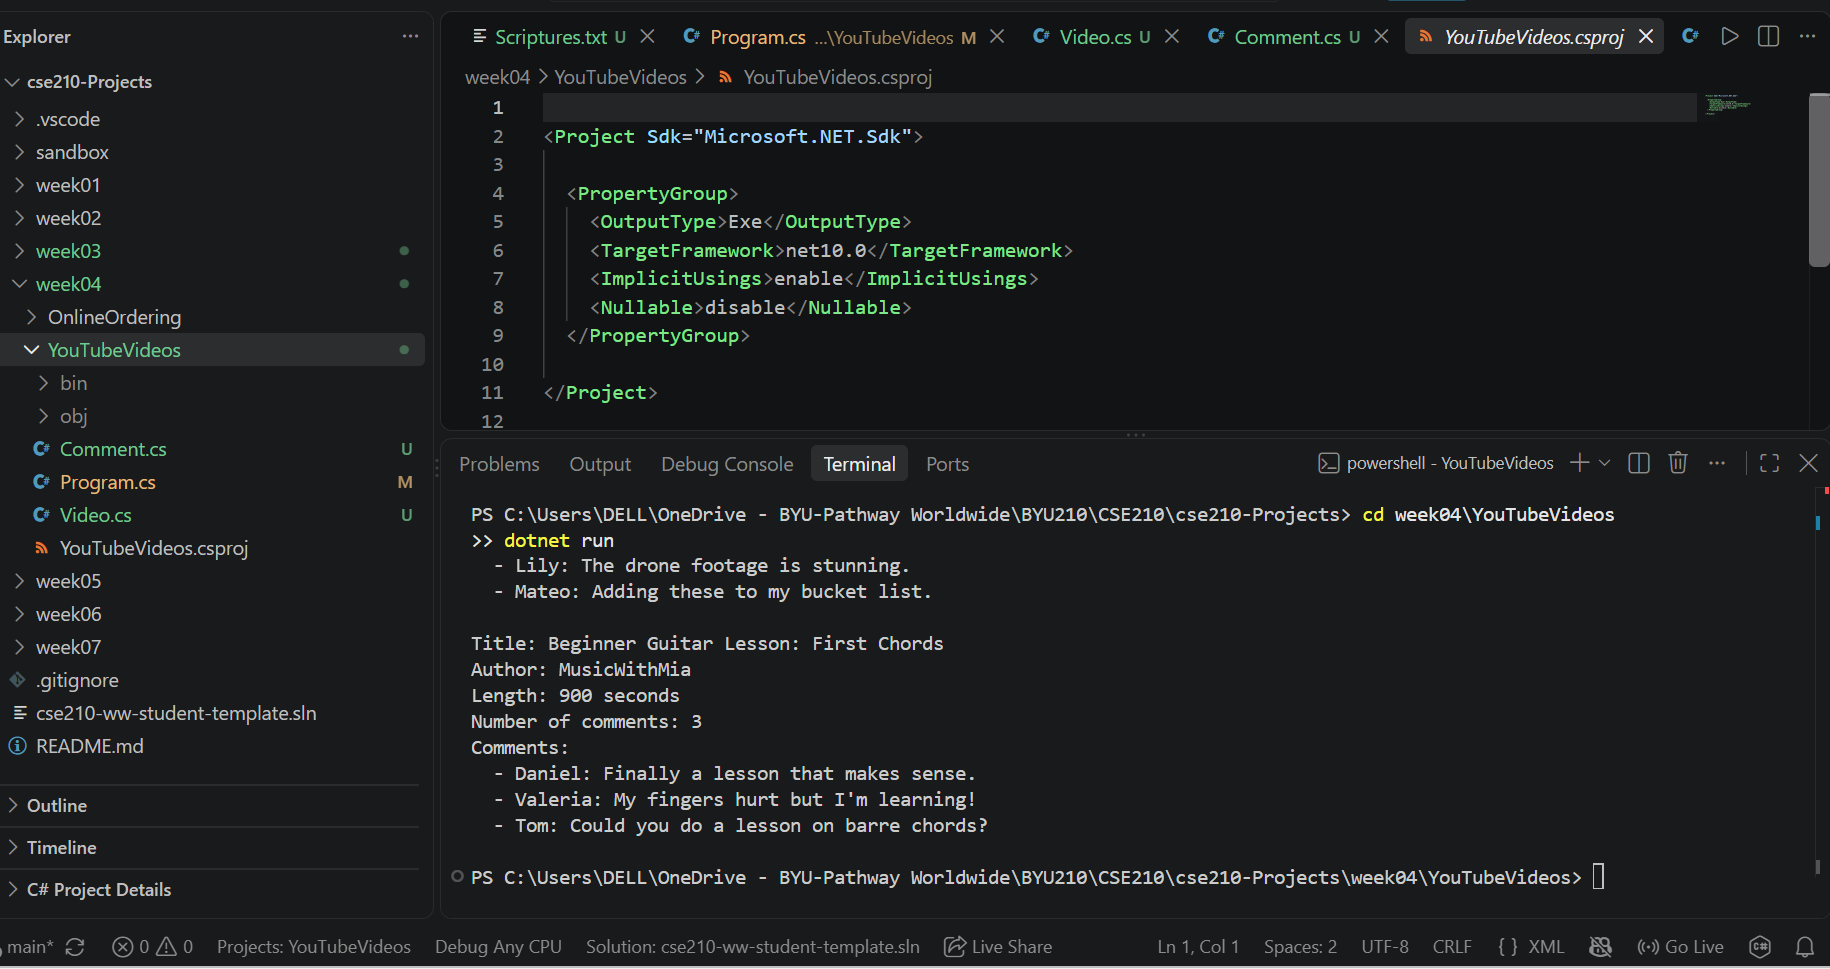 Explorer
cse210-Projects
.vscode
sandbox
week01
week02
week03
week04
OnlineOrdering
YouTubeVideos
bin
obj
Comment.cs U
Program.cs M
Video.cs U
YouTubeVideos.csproj
week05
week06
week07
.gitignore
cse210-ww-student-template.sln
README.md
Outline
Timeline
C# Project Details
Scriptures.txt U
Program.cs ...\YouTubeVideos M
Video.cs U
Comment.cs U
YouTubeVideos.csproj
week04 > YouTubeVideos > YouTubeVideos.csproj
1
2 <Project Sdk="Microsoft.NET.Sdk">
3
4 <PropertyGroup>
5 <OutputType>Exe</OutputType>
6 <TargetFramework>net10.0</TargetFramework>
7 <ImplicitUsings>enable</ImplicitUsings>
8 <Nullable>disable</Nullable>
9 </PropertyGroup>
10
11 </Project>
12
Problems Output Debug Console Terminal Ports
powershell - YouTubeVideos
PS C:\Users\DELL\OneDrive - BYU-Pathway Worldwide\BYU210\CSE210\cse210-Projects> cd week04\YouTubeVideos
>> dotnet run
- Lily: The drone footage is stunning.
- Mateo: Adding these to my bucket list.
Title: Beginner Guitar Lesson: First Chords
Author: MusicWithMia
Length: 900 seconds
Number of comments: 3
Comments:
- Daniel: Finally a lesson that makes sense.
- Valeria: My fingers hurt but I'm learning!
- Tom: Could you do a lesson on barre chords?
PS C:\Users\DELL\OneDrive - BYU-Pathway Worldwide\BYU210\CSE210\cse210-Projects\week04\YouTubeVideos>
main* 0 0 Projects: YouTubeVideos Debug Any CPU Solution: cse210-ww-student-template.sln Live Share Ln 1, Col 1 Spaces: 2 UTF-8 CRLF { } XML Go Live